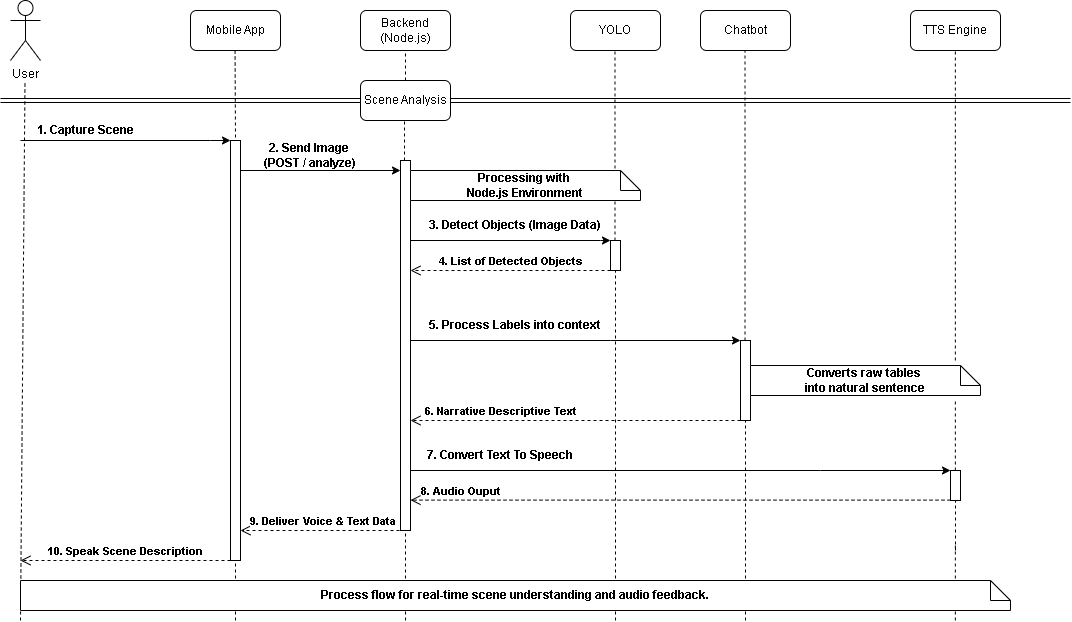 User
Mobile App
Backend
(Node.js)
YOLO
Chatbot
TTS Engine
Scene Analysis
1. Capture Scene
2. Send Image
(POST / analyze)
Processing with
Node.js Environment
3. Detect Objects (Image Data)
4. List of Detected Objects
5. Process Labels into context
Converts raw tables
into natural sentence
6. Narrative Descriptive Text
7. Convert Text To Speech
8. Audio Ouput
9. Deliver Voice & Text Data
10. Speak Scene Description
Process flow for real-time scene understanding and audio feedback.